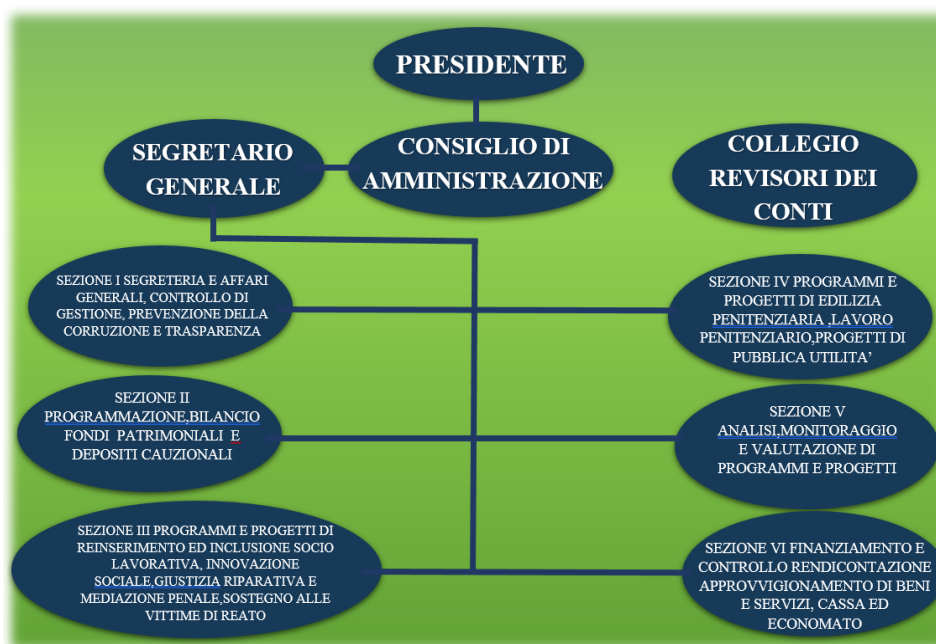 PRESIDENTE
SEGRETARIO
GENERALE
CONSIGLIO DI
AMMINISTRAZIONE
COLLEGIO
REVISORI DEI
CONTI
SEZIONE I SEGRETERIA E AFFARI
GENERALI, CONTROLLO DI
GESTIONE, PREVENZIONE DELLA
CORRUZIONE E TRASPARENZA
SEZIONE IV PROGRAMMI E
PROGETTI DI EDILIZIA
PENITENZIARIA ,LAVORO
PENITENZIARIO,PROGETTI DI
PUBBLICA UTILITA’
SEZIONE II
PROGRAMMAZIONE,BILANCIO
FONDI PATRIMONIALI E
DEPOSITI CAUZIONALI
SEZIONE V
ANALISI,MONITORAGGIO
E VALUTAZIONE DI
PROGRAMMI E PROGETTI
SEZIONE III PROGRAMMI E PROGETTI DI
REINSERIMENTO ED INCLUSIONE SOCIO
LAVORATIVA, INNOVAZIONE
SOCIALE,GIUSTIZIA RIPARATIVA E
MEDIAZIONE PENALE,SOSTEGNO ALLE
VITTIME DI REATO
SEZIONE VI FINANZIAMENTO E
CONTROLLO RENDICONTAZIONE
APPROVVIGIONAMENTO DI BENI
E SERVIZI, CASSA ED
ECONOMATO